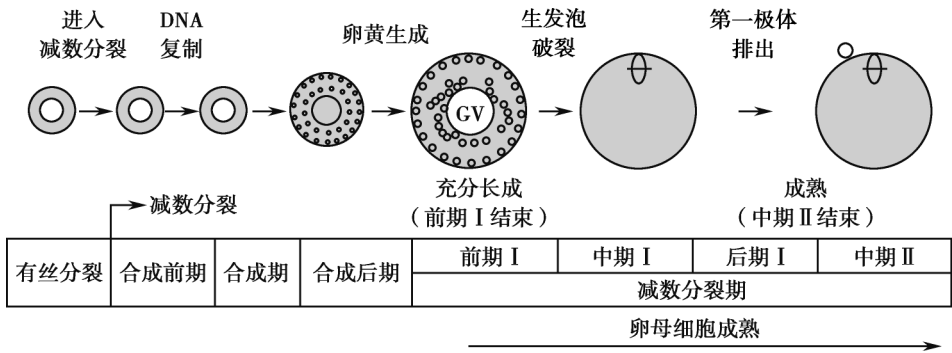 进入
减数分裂
DNA
复制
卵黄生成
生发泡
破裂
第一极体
排出
GV
充分长成
（前期Ⅰ结束）
成熟
（中期Ⅱ结束）
减数分裂
有丝分裂
合成前期
合成期
合成后期
前期Ⅰ
中期Ⅰ
后期Ⅰ
中期Ⅱ
减数分裂期
卵母细胞成熟